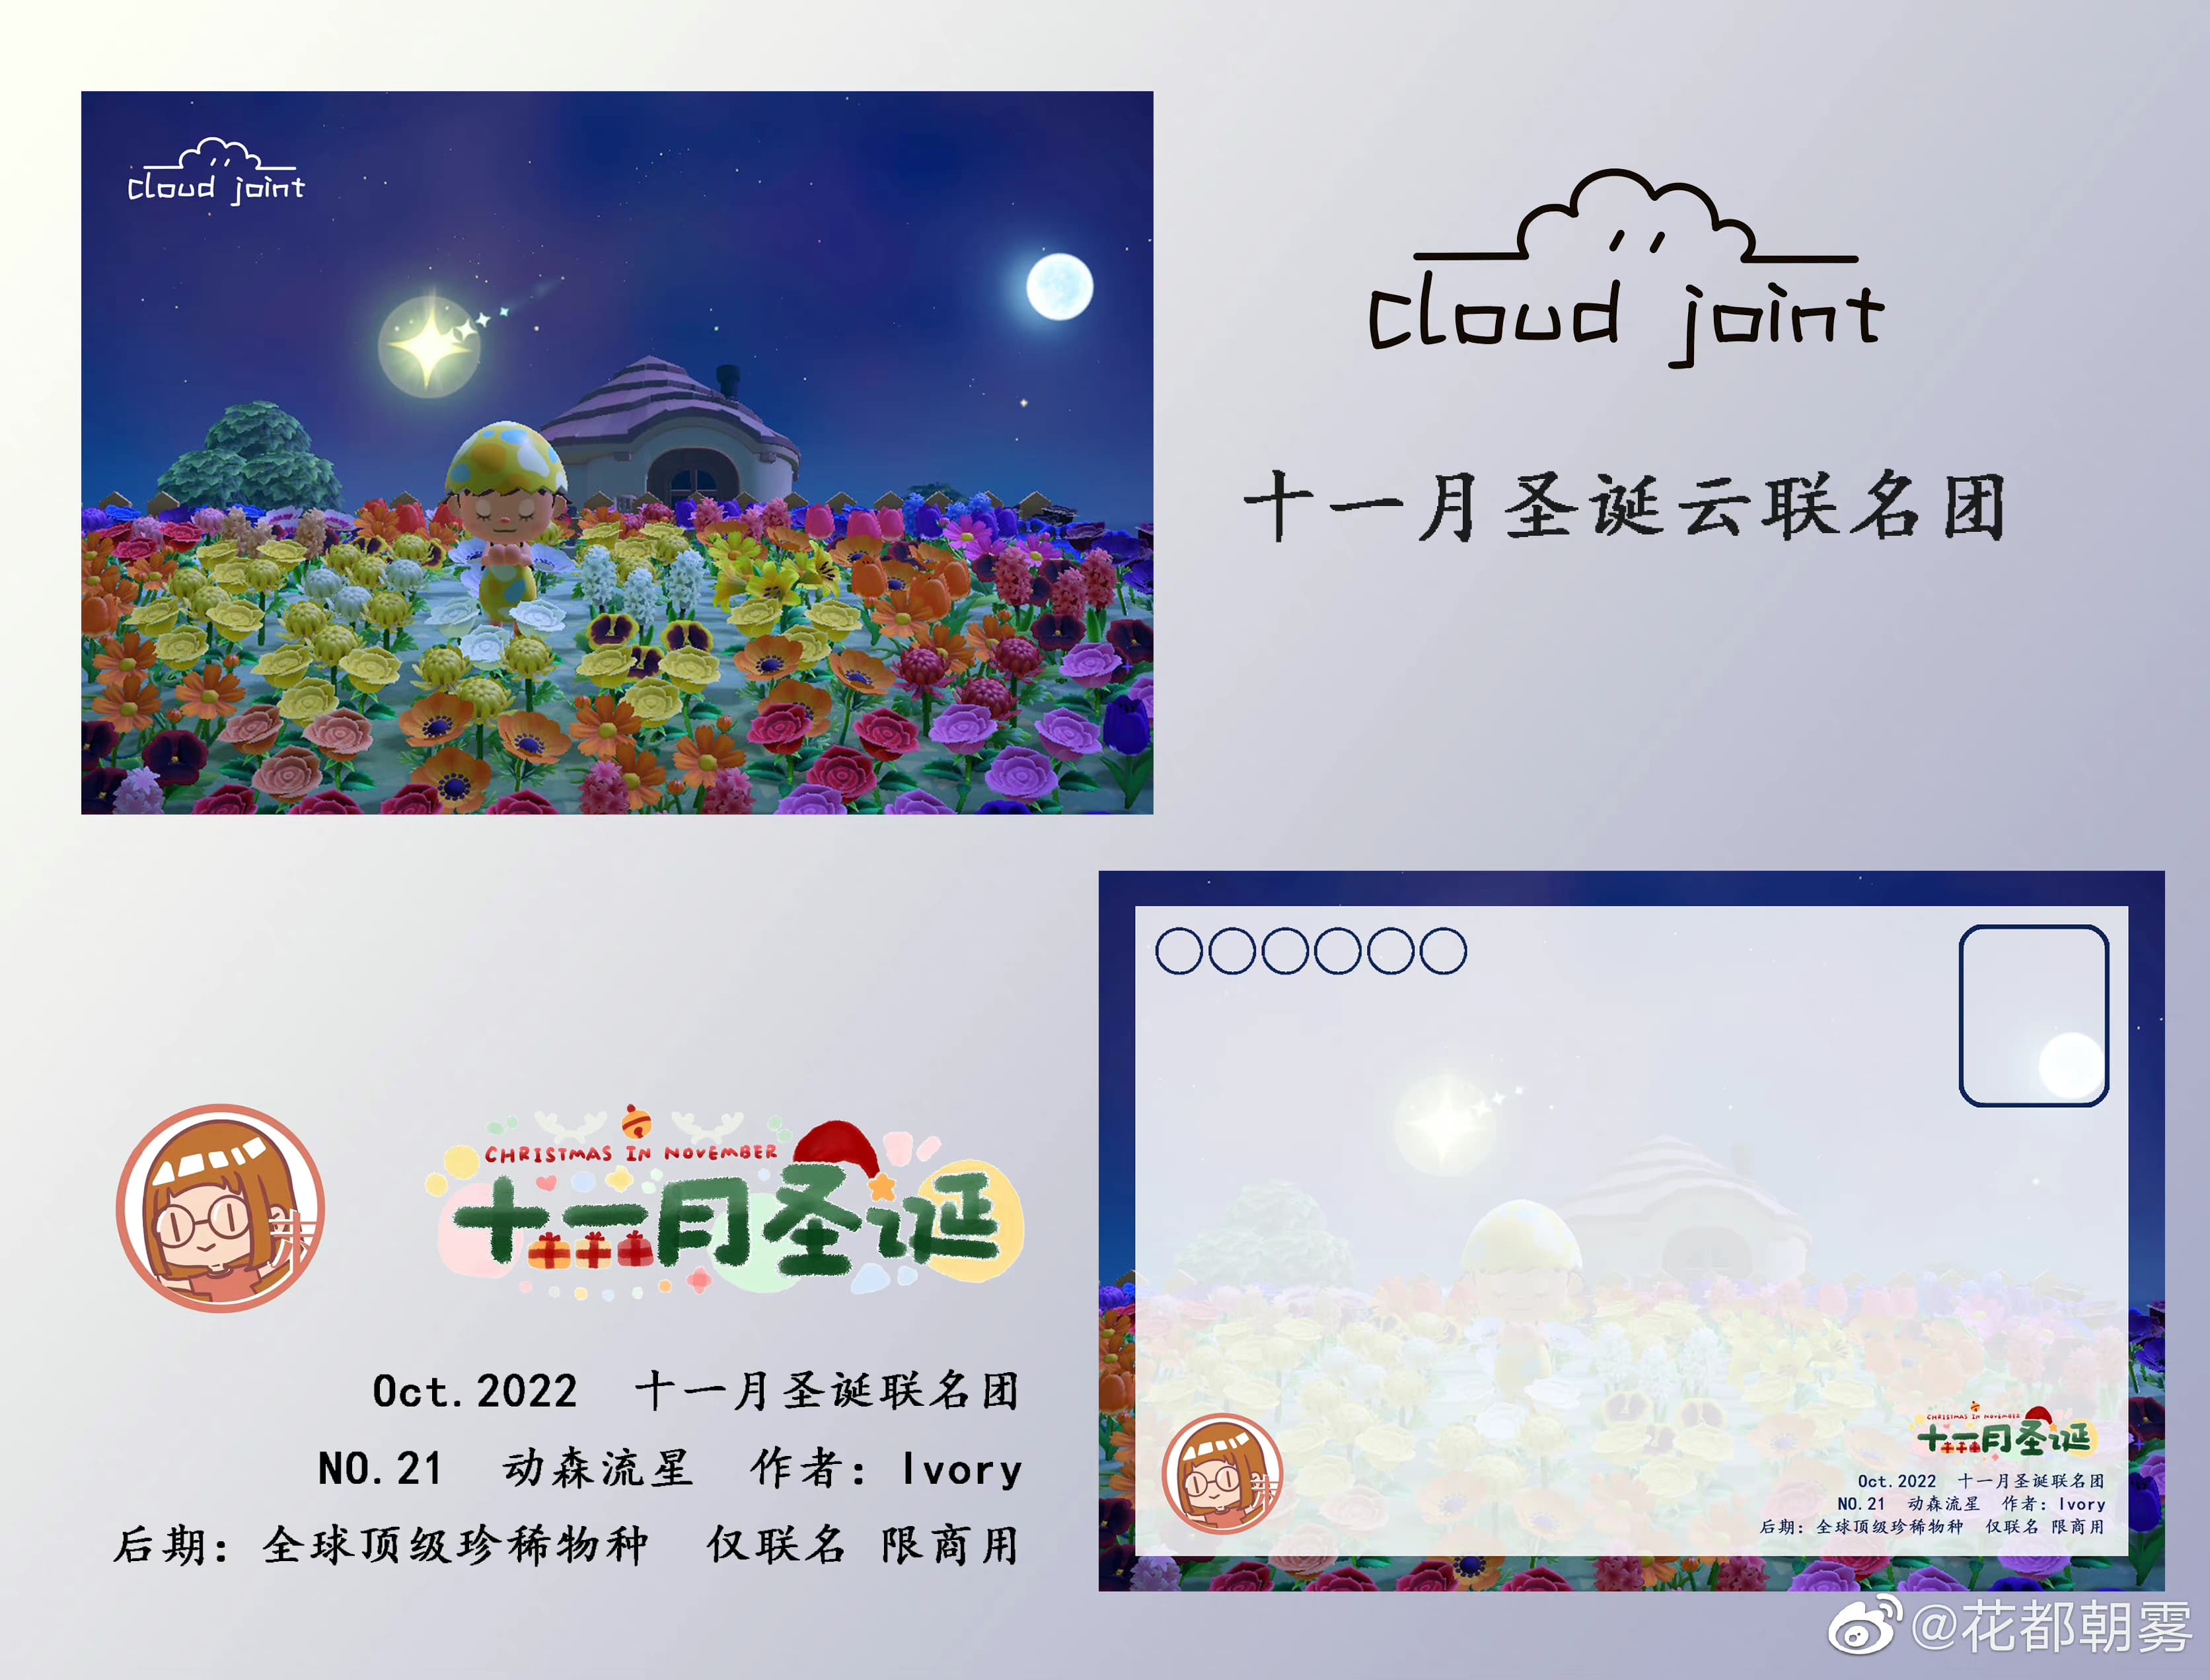 cloud joint
cloud joint
十一月圣诞云联名团
CHRISTMAS IN NOVEMBER
十一月圣诞
Oct.2022 十一月圣诞联名团
NO.21 动森流星 作者：Ivory
后期：全球顶级珍稀物种 仅联名 限商用
CHRISTMAS IN NOVEMBER
十一月圣诞
Oct.2022 十一月圣诞联名团
NO.21 动森流星 作者：Ivory
后期：全球顶级珍稀物种 仅联名 限商用
@花都朝雾